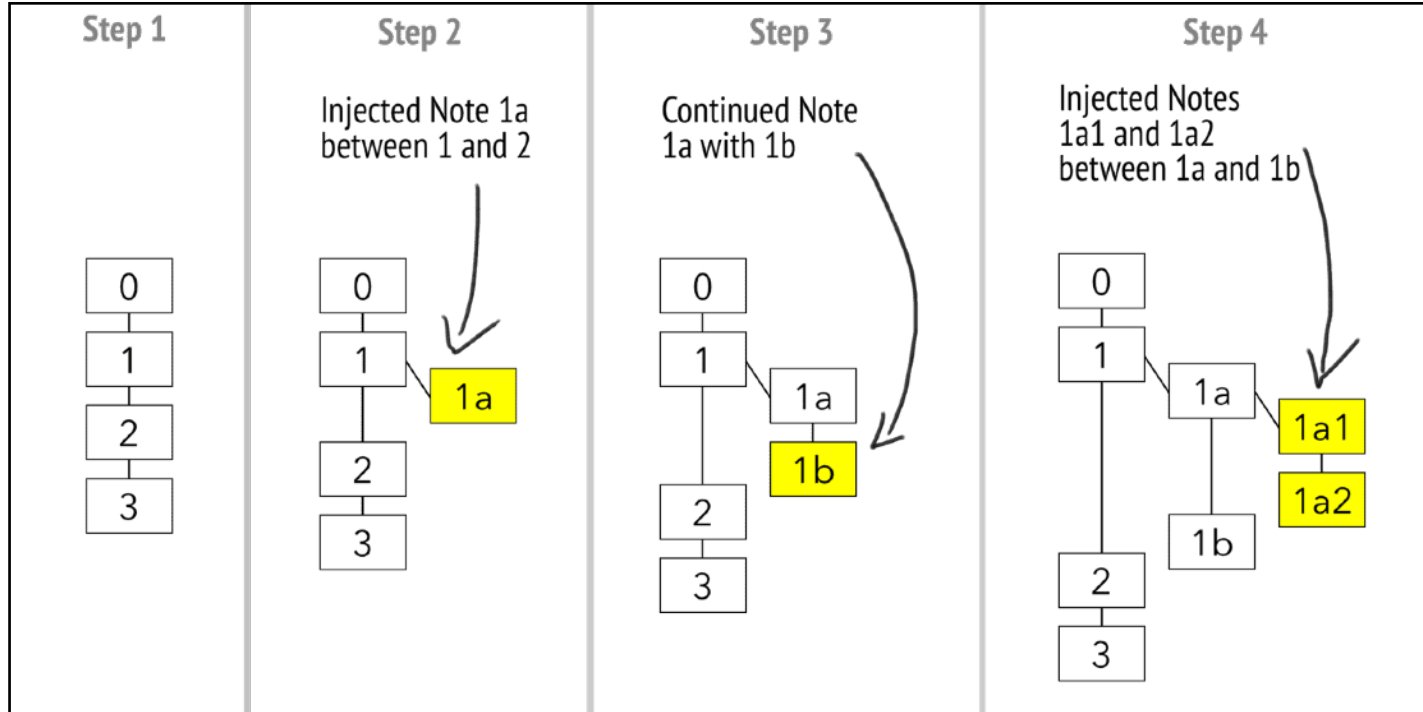 Step 1
0
1
2
3
Step 2
Injected Note 1a
between 1 and 2
0
1
1a
2
3
Step 3
Continued Note
1a with 1b
0
1
1a
1b
2
3
Step 4
Injected Notes
1a1 and 1a2
between 1a and 1b
0
1
1a
1a1
1a2
1b
2
3